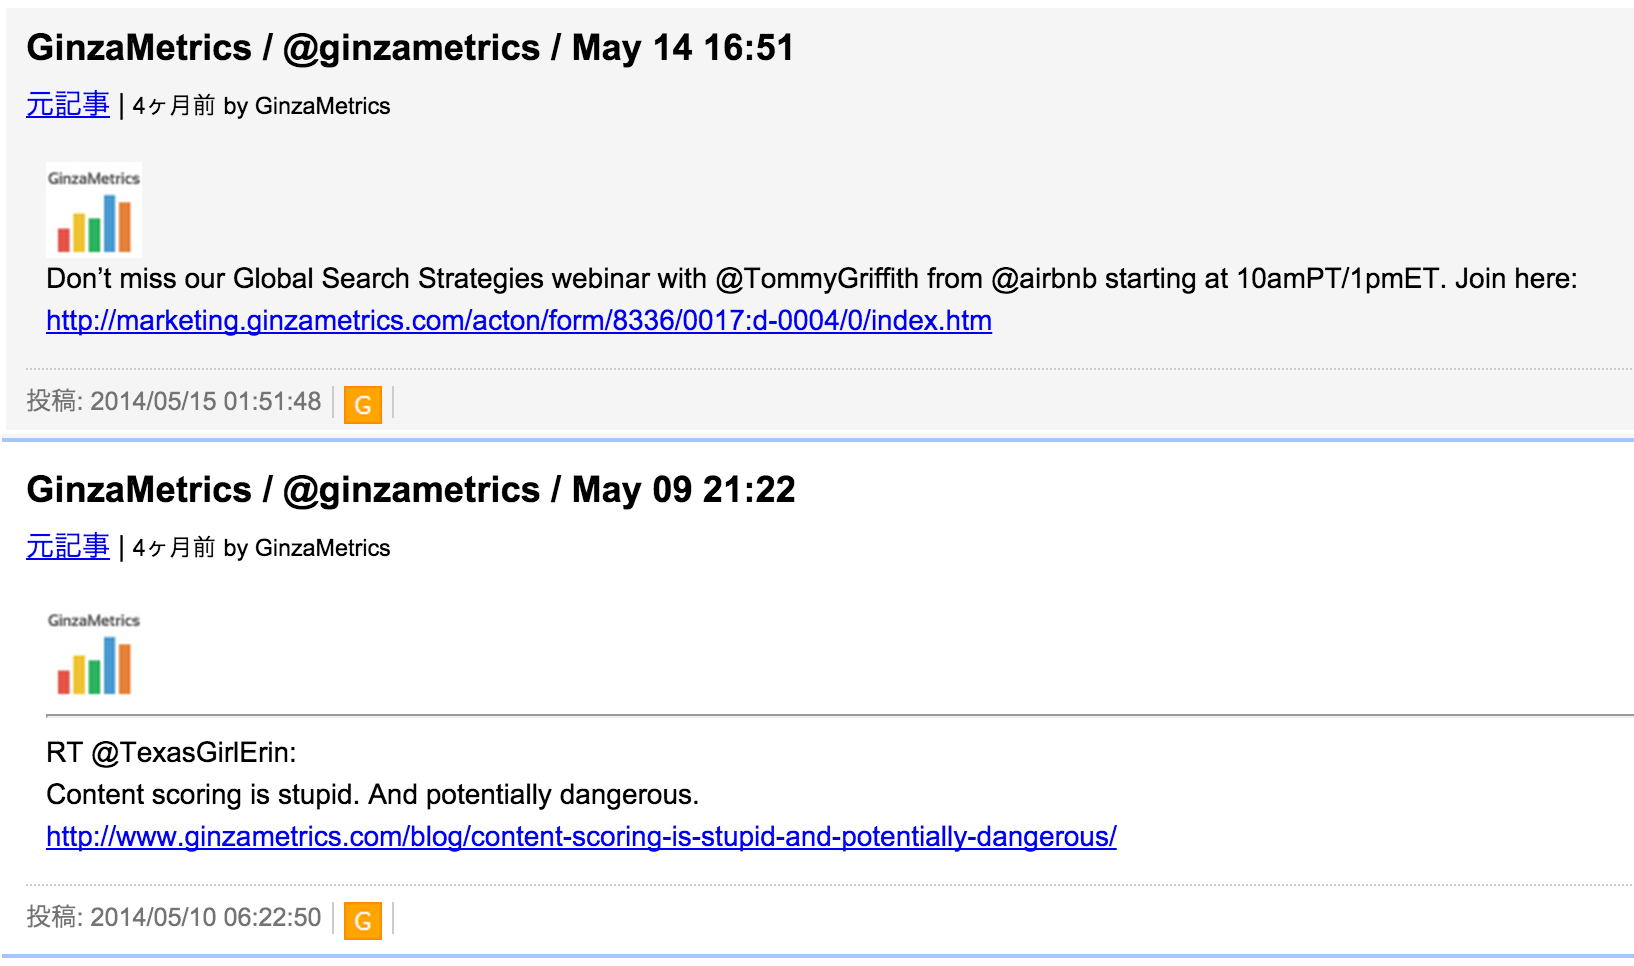 GinzaMetrics / @ginzametrics / May 14 16:51
元記事 | 4ヶ月前 by GinzaMetrics
GinzaMetrics
Don’t miss our Global Search Strategies webinar with @TommyGriffith from @airbnb starting at 10amPT/1pmET. Join here:
http://marketing.ginzametrics.com/acton/form/8336/0017:d-0004/0/index.htm
投稿: 2014/05/15 01:51:48 | G |
GinzaMetrics / @ginzametrics / May 09 21:22
元記事 | 4ヶ月前 by GinzaMetrics
GinzaMetrics
RT @TexasGirlErin:
Content scoring is stupid. And potentially dangerous.
http://www.ginzametrics.com/blog/content-scoring-is-stupid-and-potentially-dangerous/
投稿: 2014/05/10 06:22:50 | G |